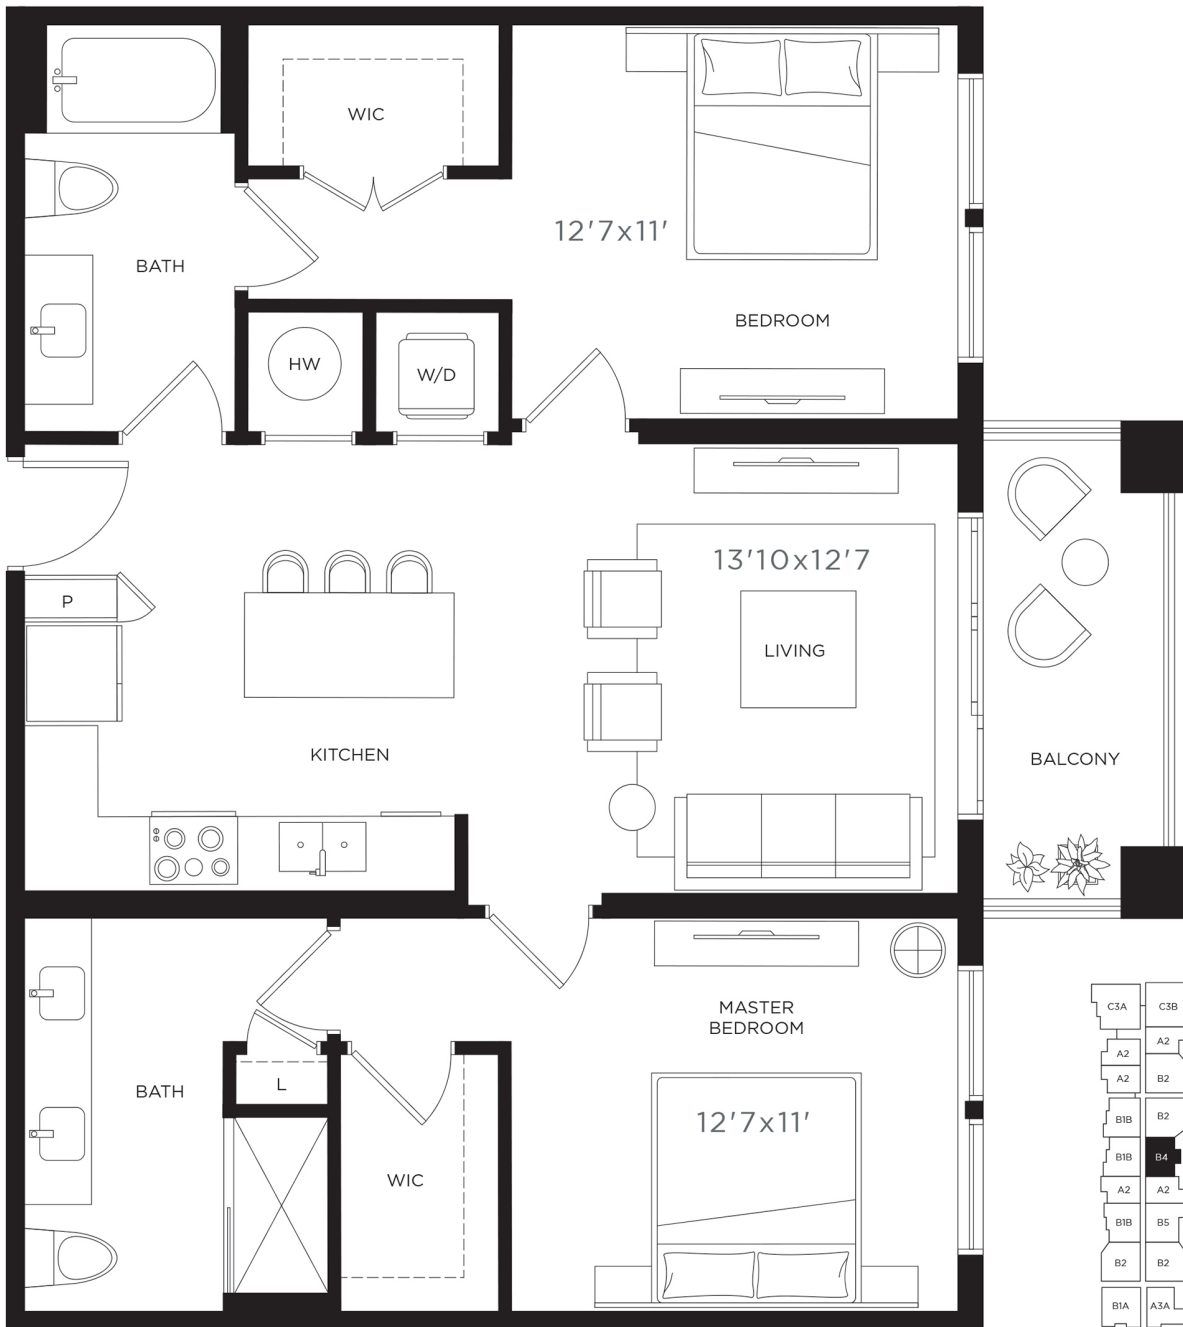 WIC
12'7x11'
BATH
BEDROOM
HW
W/D
13'10x12'7
P
LIVING
KITCHEN
BALCONY
MASTER
BEDROOM
BATH
L
12'7x11'
WIC
C3A
C3B
A2
A2
A2
B2
B1B
B2
B1B
B4
A2
A2
B1B
B5
B2
B2
B1A
A3A